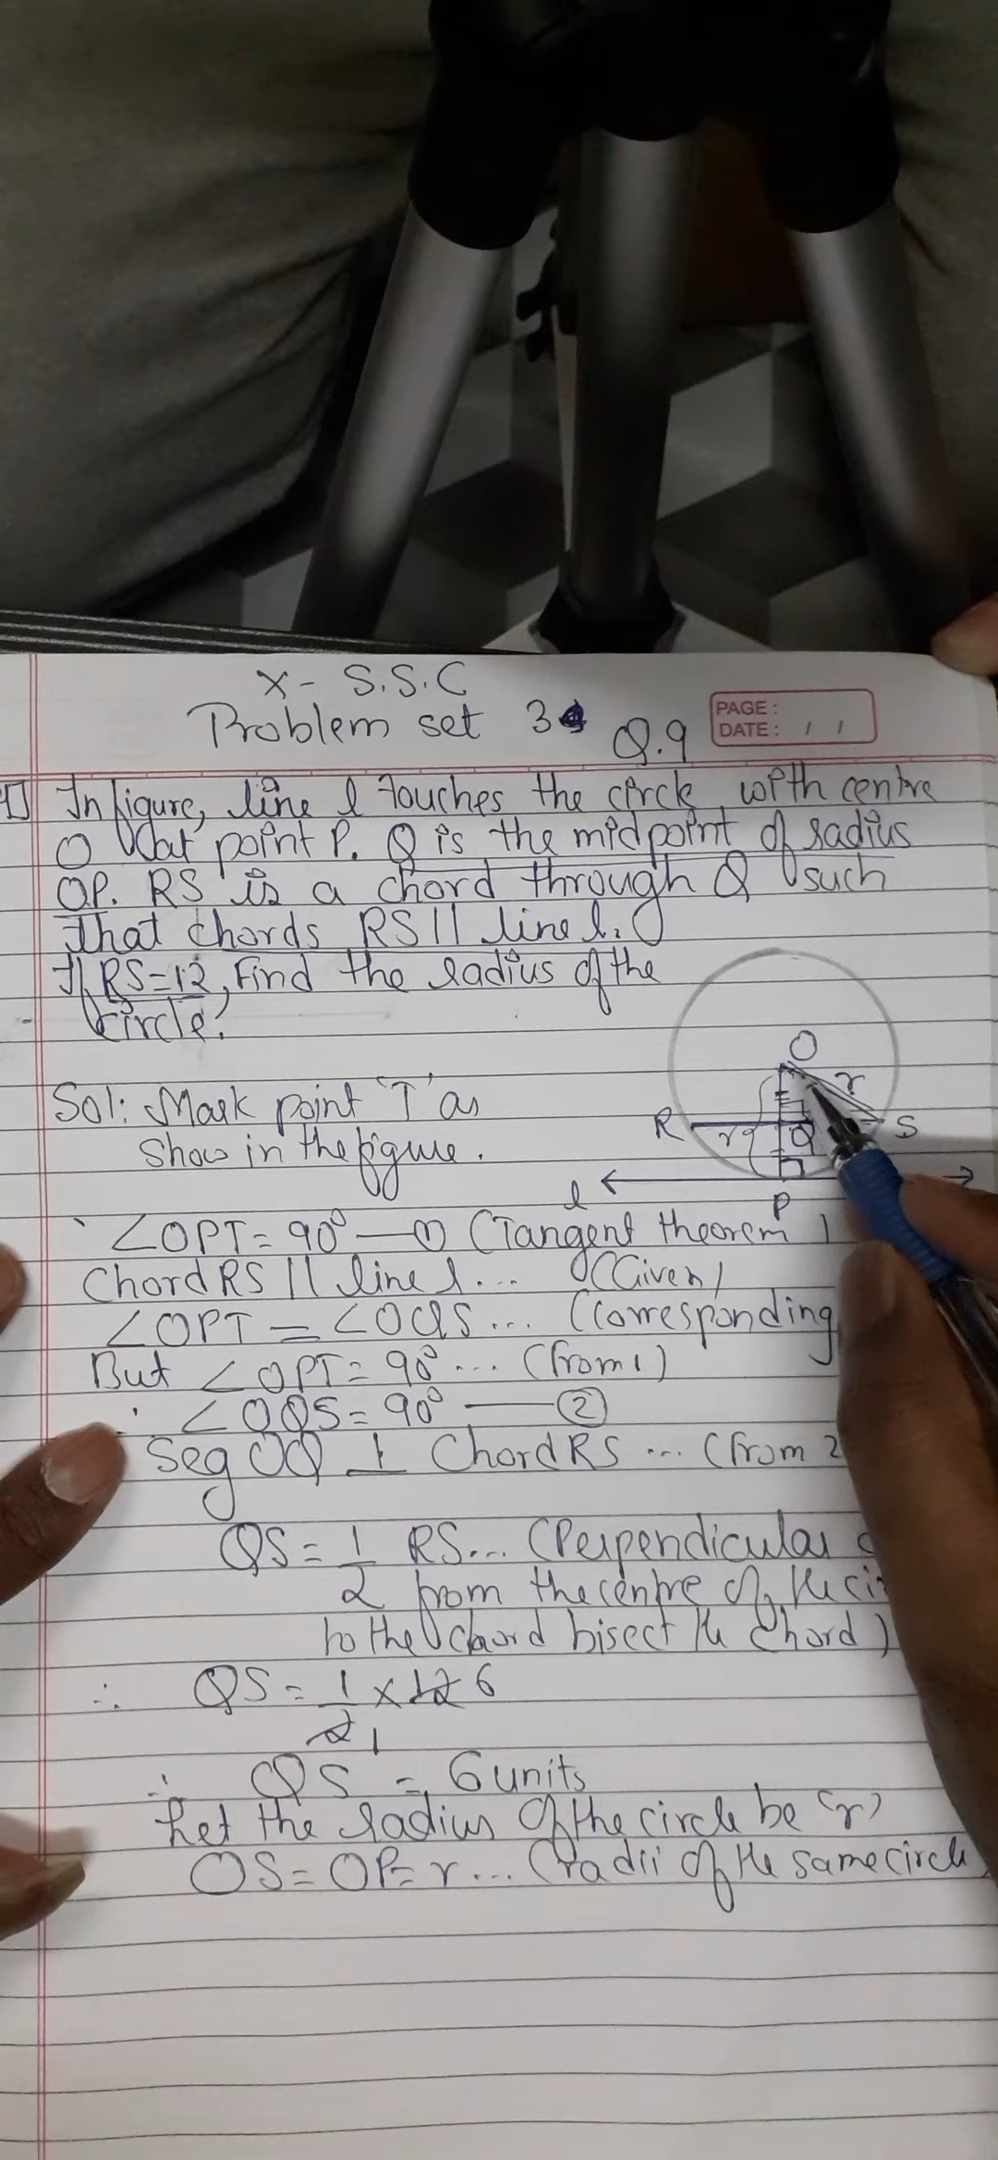 X - S.S.C
Problem set 3 Q.9
PAGE:
DATE: / /
1] In figure, line l touches the circle, with centre
O at point P. Q is the midpoint of radius
OP. RS is a chord through Q such
that chords RS || line l.
If RS=12, Find the radius of the
circle.
O
r
R
Q
S
l
P
Sol: Mark point 'T' as
show in the figure.
∠OPT = 90° — ① (Tangent theorem)
Chord RS || line l ... (Given)
∠OPT = ∠OQS ... (Corresponding
But ∠OPT = 90° ... (from 1)
∴ ∠OQS = 90° — ②
Seg OQ ⊥ Chord RS ... (from 2
QS = 1/2 RS ... (Perpendicular
from the centre of the ci
to the chord bisect the chord)
∴ QS = 1/2 × 12 6
1
∴ QS = 6 units
Let the radius of the circle be 'r'
OS = OP = r ... (radii of the same circle